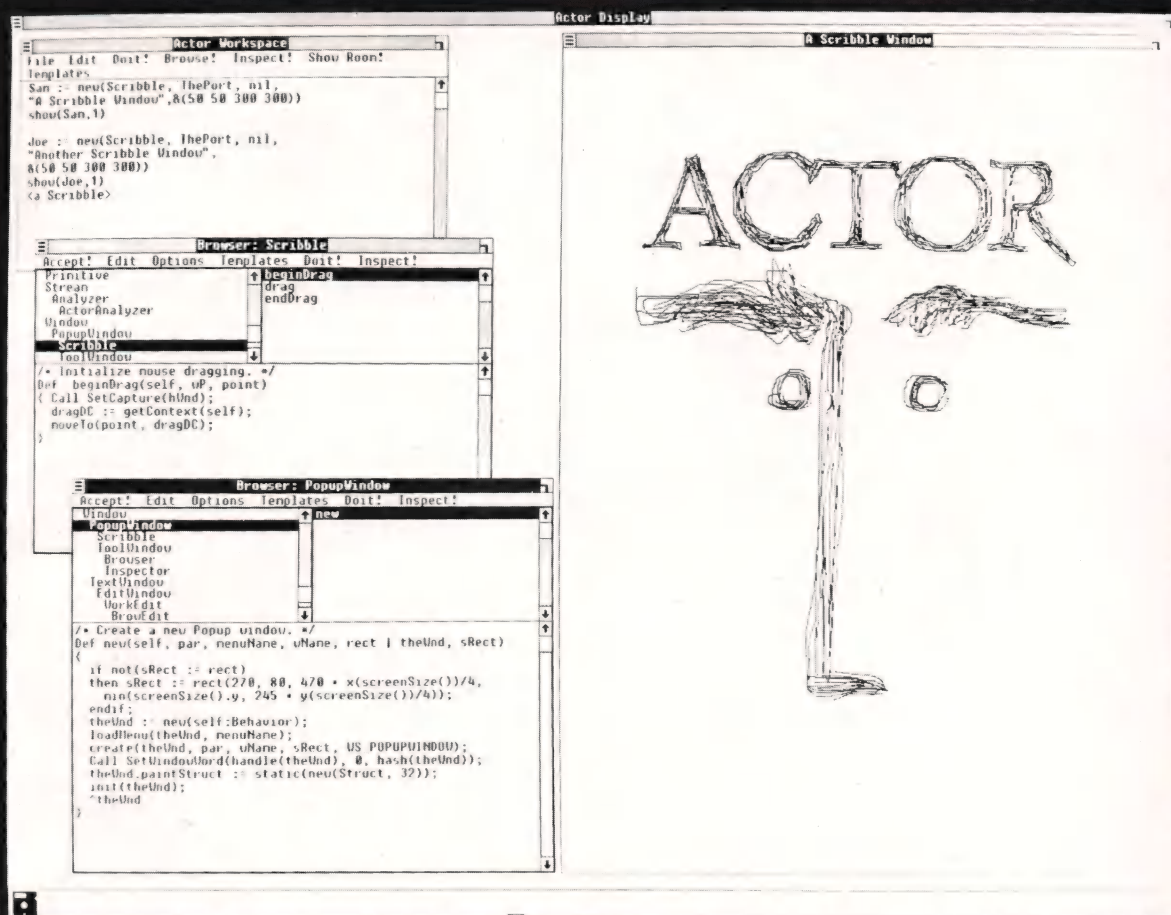 Actor Display
Actor Workspace
File Edit Doit! Browse! Inspect! Show Room!
Templates
Sam := new(Scribble, ThePort, nil,
"A Scribble Window",&(50 50 300 300))
show(Sam,1)
Joe := new(Scribble, ThePort, nil,
"Another Scribble Window",
&(50 50 300 300))
show(Joe,1)
<a Scribble>
Browser: Scribble
Accept! Edit Options Templates Doit! Inspect!
Primitive
Stream
Analyzer
ActorAnalyzer
Window
PopupWindow
Scribble
ToolWindow
beginDrag
drag
endDrag
/* Initialize mouse dragging. */
Def beginDrag(self, wP, point)
{ Call SetCapture(hWnd);
dragDC := getContext(self);
moveTo(point, dragDC);
}
Browser: PopupWindow
Accept! Edit Options Templates Doit! Inspect!
Window
PopupWindow
Scribble
ToolWindow
Browser
Inspector
TextWindow
EditWindow
WorkEdit
BrowEdit
new
/* Create a new Popup window. */
Def new(self, par, menuName, wName, rect | theWnd, sRect)
{
if not(sRect := rect)
then sRect := rect(270, 80, 470 * x(screenSize())/4,
min(screenSize().y, 245 * y(screenSize())/4));
endif;
theWnd := new(self:Behavior);
loadMenu(theWnd, menuName);
create(theWnd, par, wName, sRect, WS_POPUPWINDOW);
Call SetWindowWord(handle(theWnd), 0, hash(theWnd));
theWnd.paintStruct := static(new(Struct, 32));
init(theWnd);
^theWnd
}
A Scribble Window
ACTOR